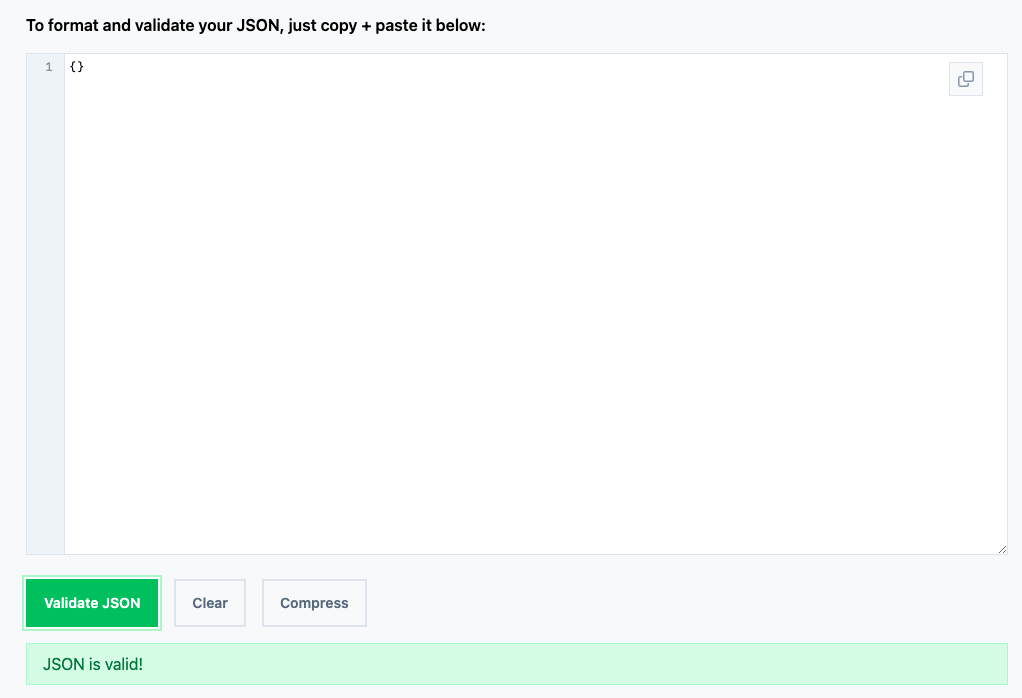 To format and validate your JSON, just copy + paste it below:
1 {}
Validate JSON Clear Compress
JSON is valid!